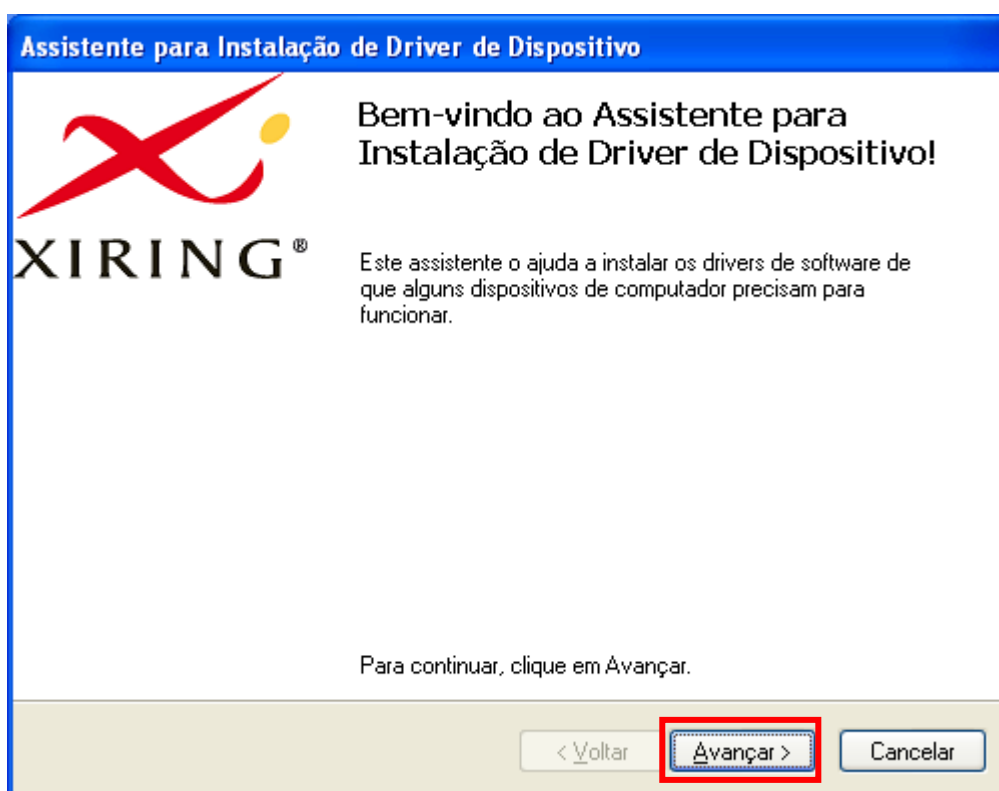 Assistente para Instalação de Driver de Dispositivo
Bem-vindo ao Assistente para
Instalação de Driver de Dispositivo!
XIRING®
Este assistente o ajuda a instalar os drivers de software de
que alguns dispositivos de computador precisam para
funcionar.
Para continuar, clique em Avançar.
< Voltar
Avançar >
Cancelar